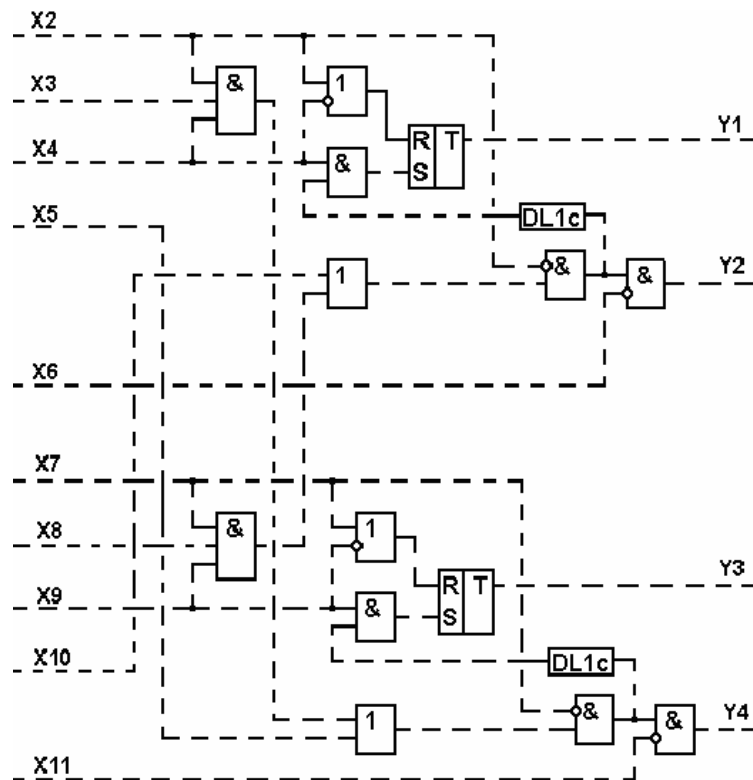 X2
X3
& 1
X4
& R T Y1
S
X5
DL1c
1 & & Y2
X6
X7
& 1
X8
X9
& R T Y3
S
X10
DL1c
1 & & Y4
X11